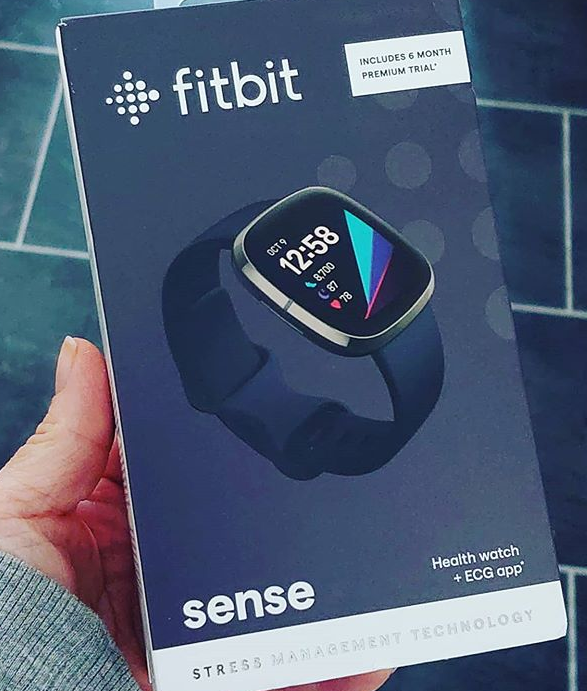 fitbit
INCLUDES 6 MONTH
PREMIUM TRIAL*
OCT 9
12:58
8,700
87
78
Health watch
+ ECG app*
sense
STRESS MANAGEMENT TECHNOLOGY